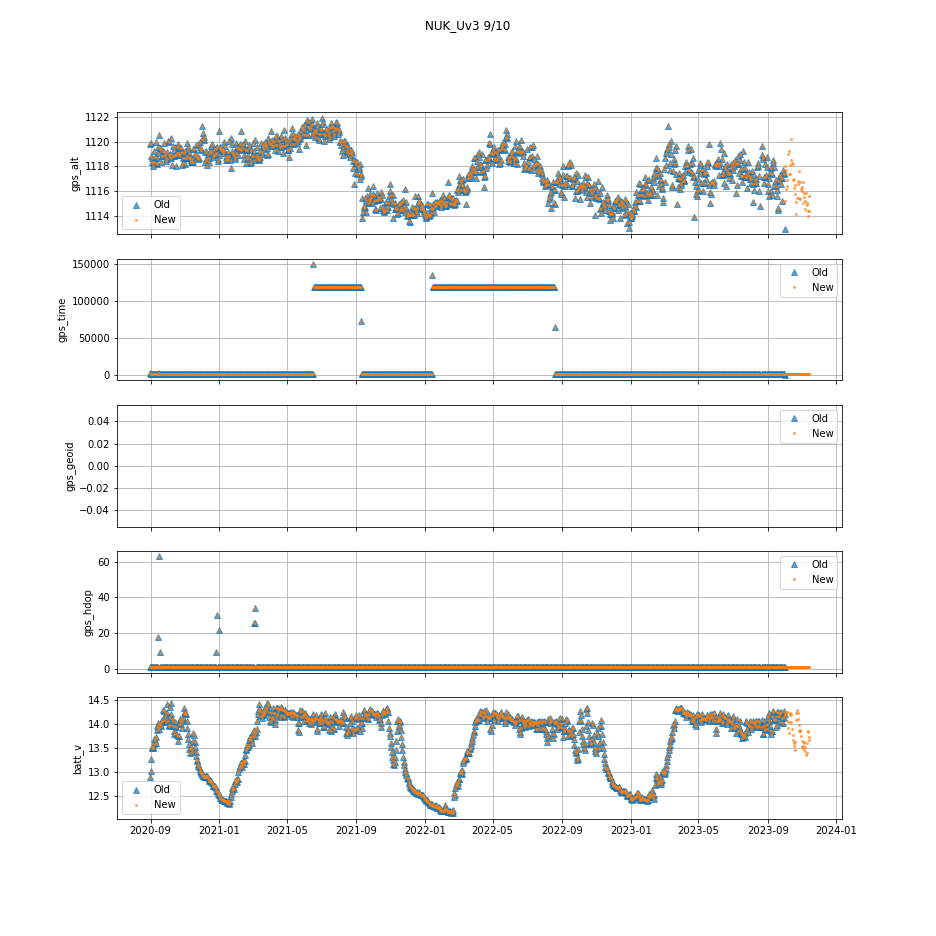 NUK_Uv3 9/10
gps_alt
1122
1120
1118
1116
1114
Old
New
gps_time
150000
100000
50000
0
Old
New
gps_geoid
0.04
0.02
0.00
−0.02
−0.04
Old
New
gps_hdop
60
40
20
0
Old
New
batt_v
14.5
14.0
13.5
13.0
12.5
Old
New
2020-09 2021-01 2021-05 2021-09 2022-01 2022-05 2022-09 2023-01 2023-05 2023-09 2024-01